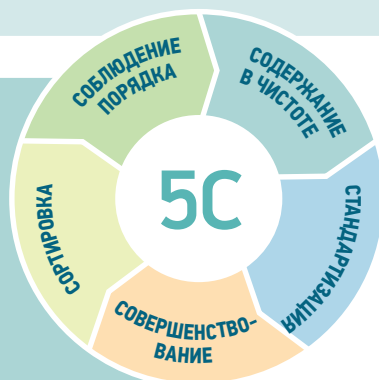 СОБЛЮДЕНИЕ
ПОРЯДКА
СОДЕРЖАНИЕ
В ЧИСТОТЕ
СТАНДАРТИЗАЦИЯ
СОВЕРШЕНСТВО-
ВАНИЕ
СОРТИРОВКА
5С